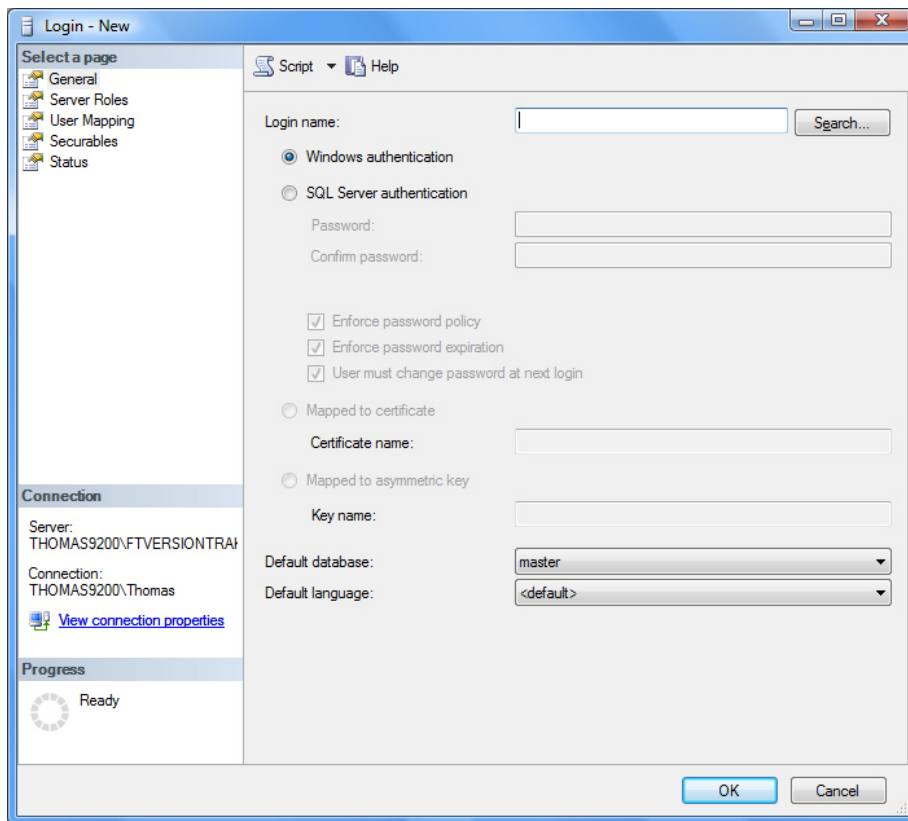 Login - New
Select a page
General
Server Roles
User Mapping
Securables
Status
Script
Help
Login name:
Search...
Windows authentication
SQL Server authentication
Password:
Confirm password:
Enforce password policy
Enforce password expiration
User must change password at next login
Mapped to certificate
Certificate name:
Mapped to asymmetric key
Key name:
Default database:
master
Default language:
<default>
Connection
Server:
THOMAS9200\FTVERSIONTRAK
Connection:
THOMAS9200\Thomas
View connection properties
Progress
Ready
OK
Cancel